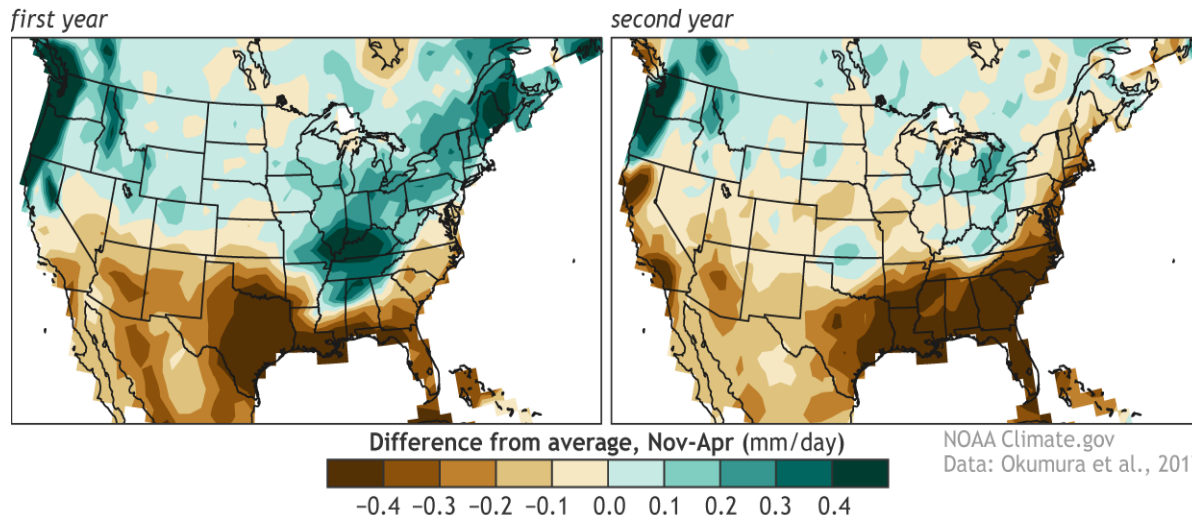 first year
second year
Difference from average, Nov-Apr (mm/day)
−0.4 −0.3 −0.2 −0.1 0.0 0.1 0.2 0.3 0.4
NOAA Climate.gov
Data: Okumura et al., 201